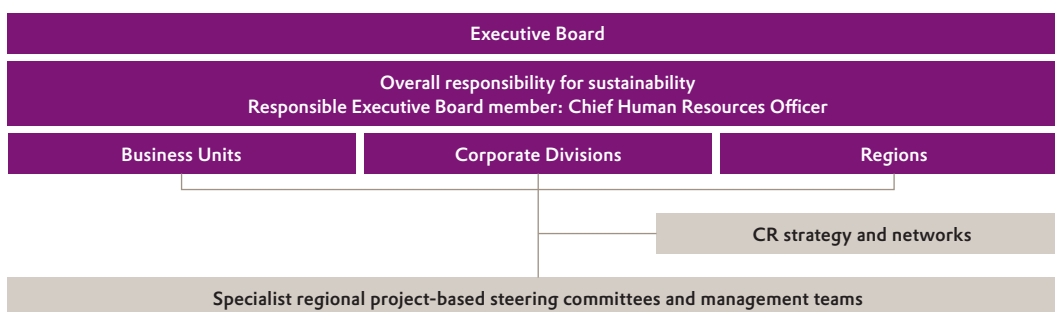 Executive Board
Overall responsibility for sustainability
Responsible Executive Board member: Chief Human Resources Officer
Business Units
Corporate Divisions
Regions
CR strategy and networks
Specialist regional project-based steering committees and management teams